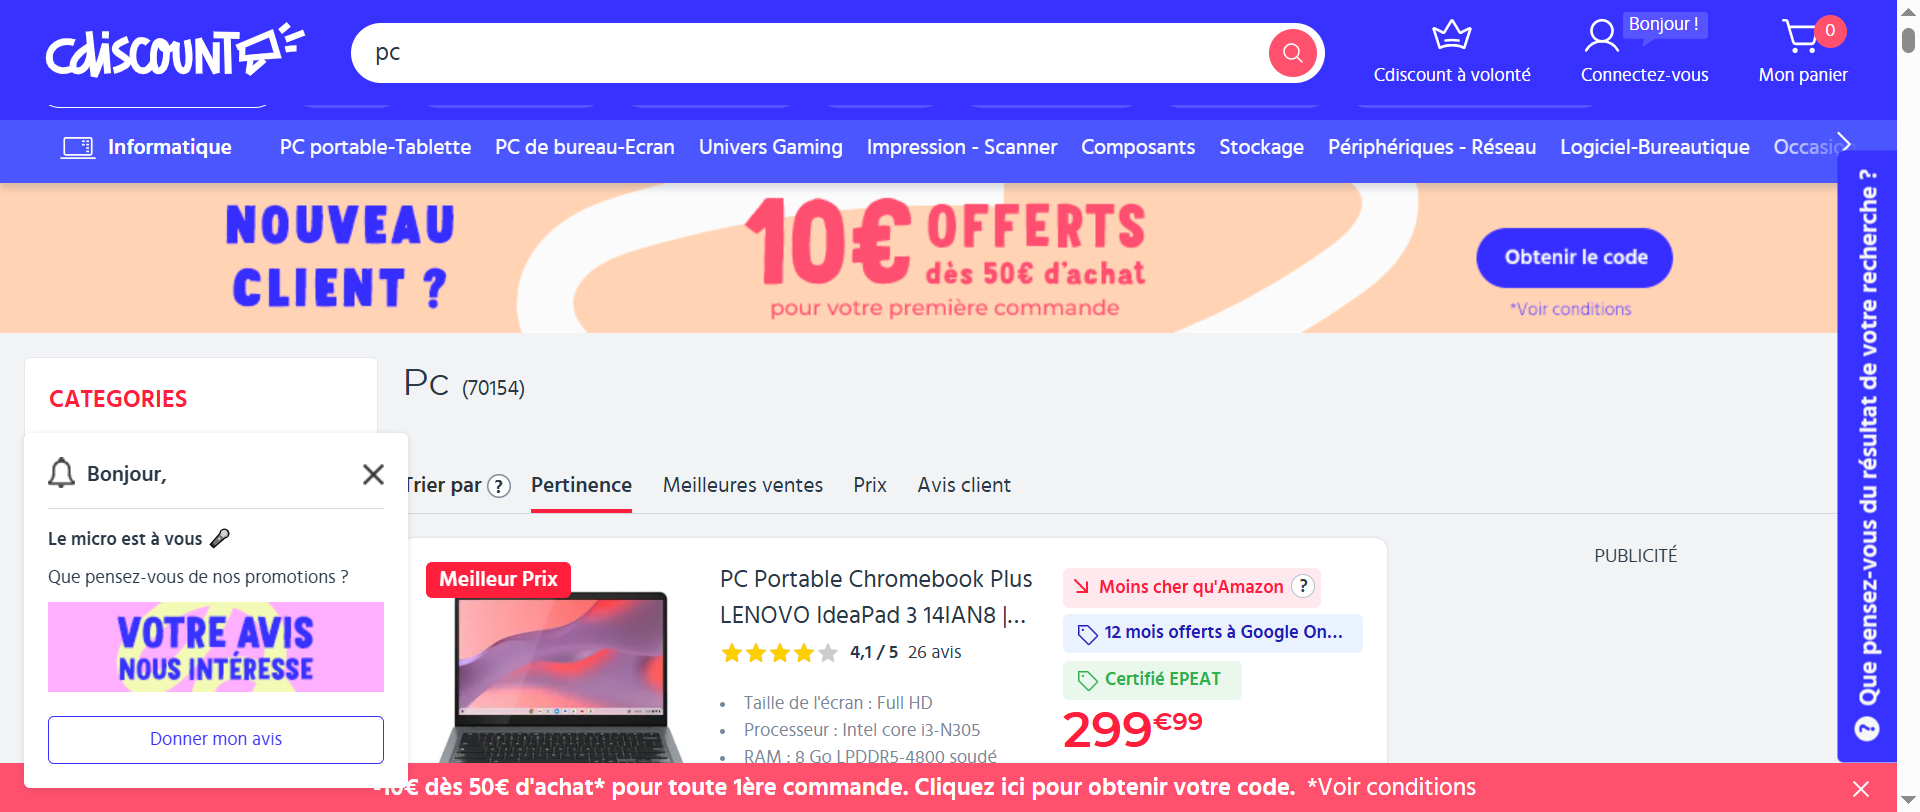 Cdiscount
pc
Cdiscount à volonté
Bonjour !
Connectez-vous
0
Mon panier
Informatique
PC portable-Tablette
PC de bureau-Ecran
Univers Gaming
Impression - Scanner
Composants
Stockage
Périphériques - Réseau
Logiciel-Bureautique
NOUVEAU
CLIENT ?
10€ OFFERTS
dès 50€ d'achat
pour votre première commande
Obtenir le code
*Voir conditions
Que pensez-vous du résultat de votre recherche ?
?
CATEGORIES
Pc (70154)
Bonjour,
Le micro est à vous
Que pensez-vous de nos promotions ?
VOTRE AVIS
NOUS INTÉRESSE
Donner mon avis
Trier par ?
Pertinence
Meilleures ventes
Prix
Avis client
Meilleur Prix
PC Portable Chromebook Plus
LENOVO IdeaPad 3 14IAN8 |...
4,1 / 5 26 avis
Taille de l'écran : Full HD
Processeur : Intel core i3-N305
RAM : 8 Go LPDDR5-4800 soudé
Moins cher qu'Amazon ?
12 mois offerts à Google On...
Certifié EPEAT
299€99
PUBLICITÉ
-10€ dès 50€ d'achat* pour toute 1ère commande. Cliquez ici pour obtenir votre code. *Voir conditions